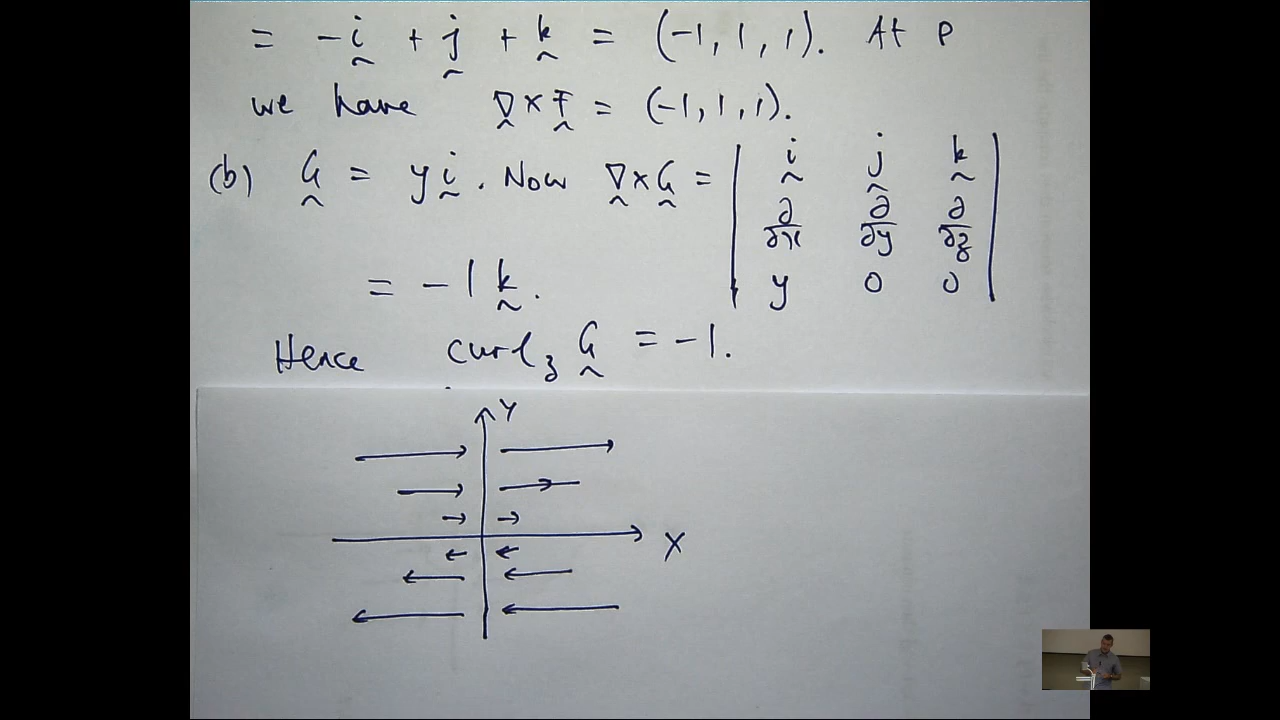 = -i + j + k = (-1, 1, 1). At P
we have ∇×F = (-1, 1, 1).
(b) G = y i. Now ∇×G = | i j k
∂/∂x ∂/∂y ∂/∂z
y 0 0 |
= -1 k.
Hence curl_z G = -1.
Y
X